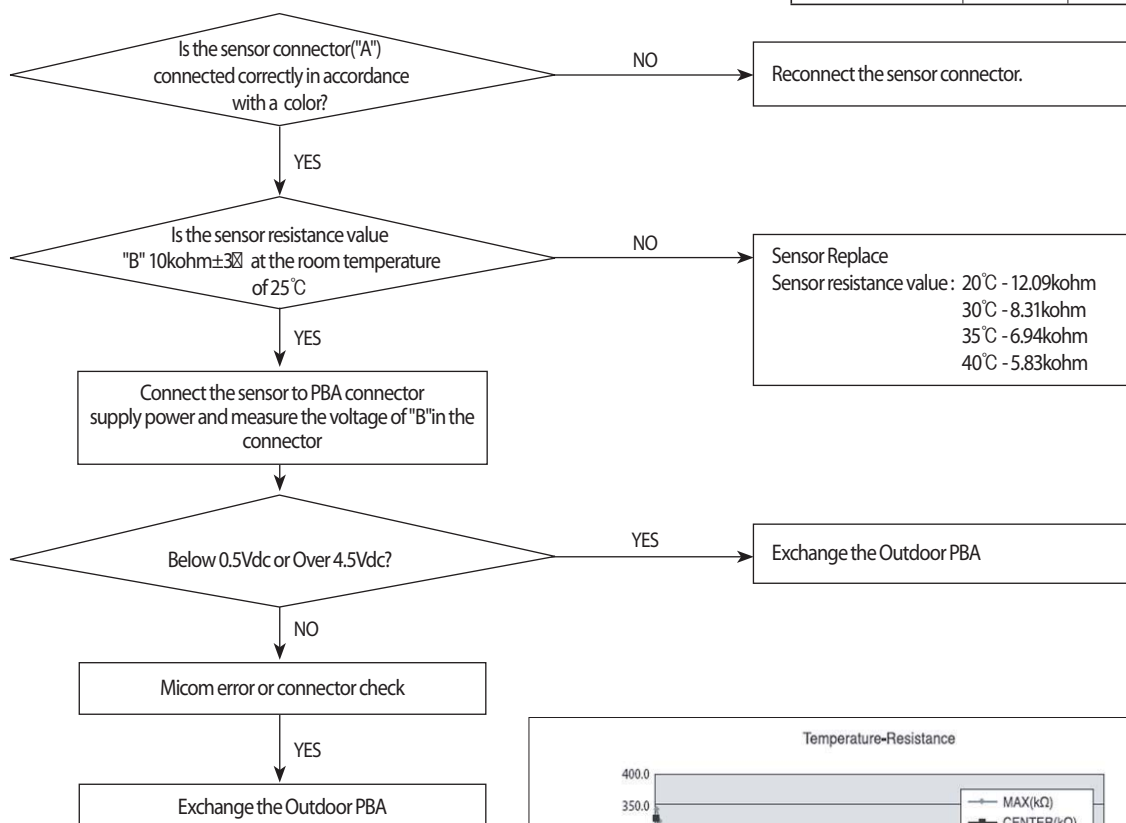 Is the sensor connector("A")
connected correctly in accordance
with a color?
NO
Reconnect the sensor connector.
YES
Is the sensor resistance value
"B" 10kohm±3 at the room temperature
of 25℃
NO
Sensor Replace
Sensor resistance value : 20℃ - 12.09kohm
30℃ - 8.31kohm
35℃ - 6.94kohm
40℃ - 5.83kohm
YES
Connect the sensor to PBA connector
supply power and measure the voltage of "B"in the
connector
Below 0.5Vdc or Over 4.5Vdc?
YES
Exchange the Outdoor PBA
NO
Micom error or connector check
YES
Exchange the Outdoor PBA
Temperature-Resistance
400.0
350.0
MAX(kΩ)
CENTER(kΩ)